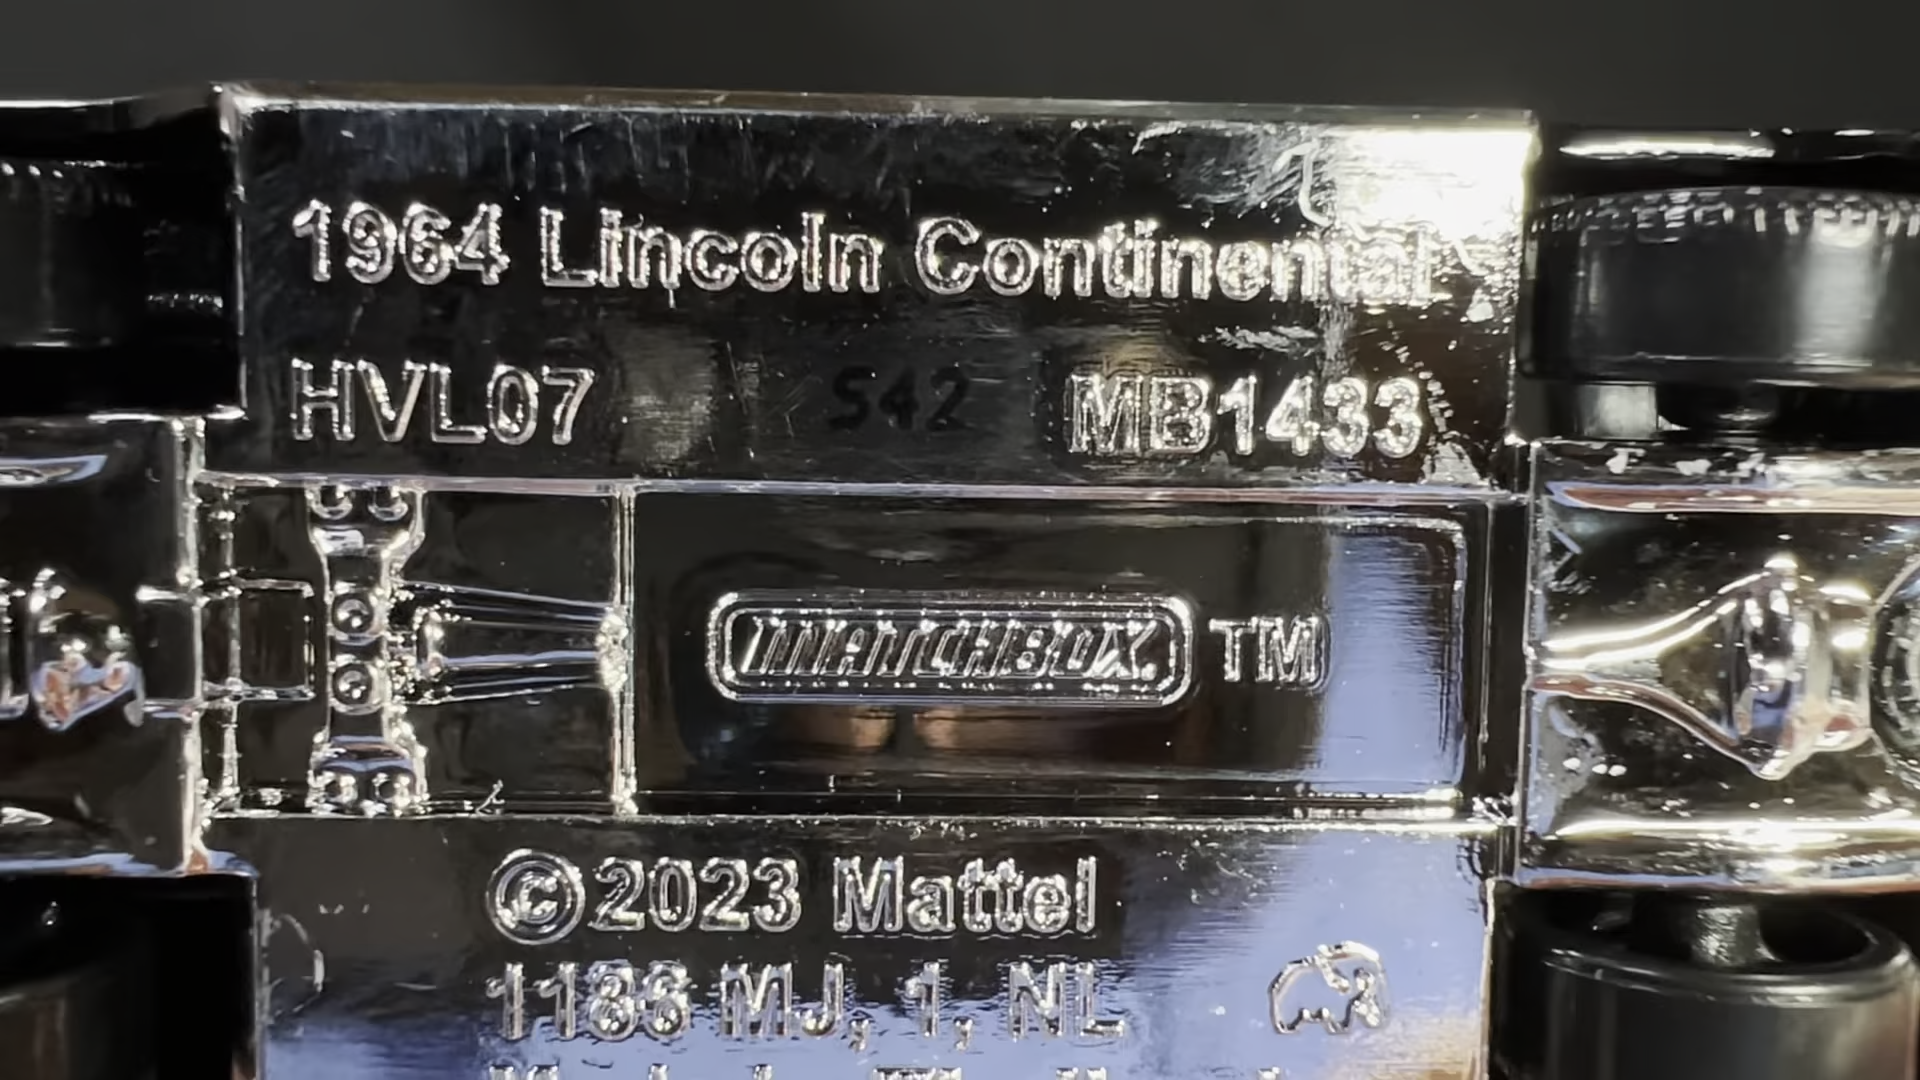 1964 Lincoln Continental
HVL07 S42 MB1433
MATCHBOX TM
©2023 Mattel
1186 MJ, 1, NL